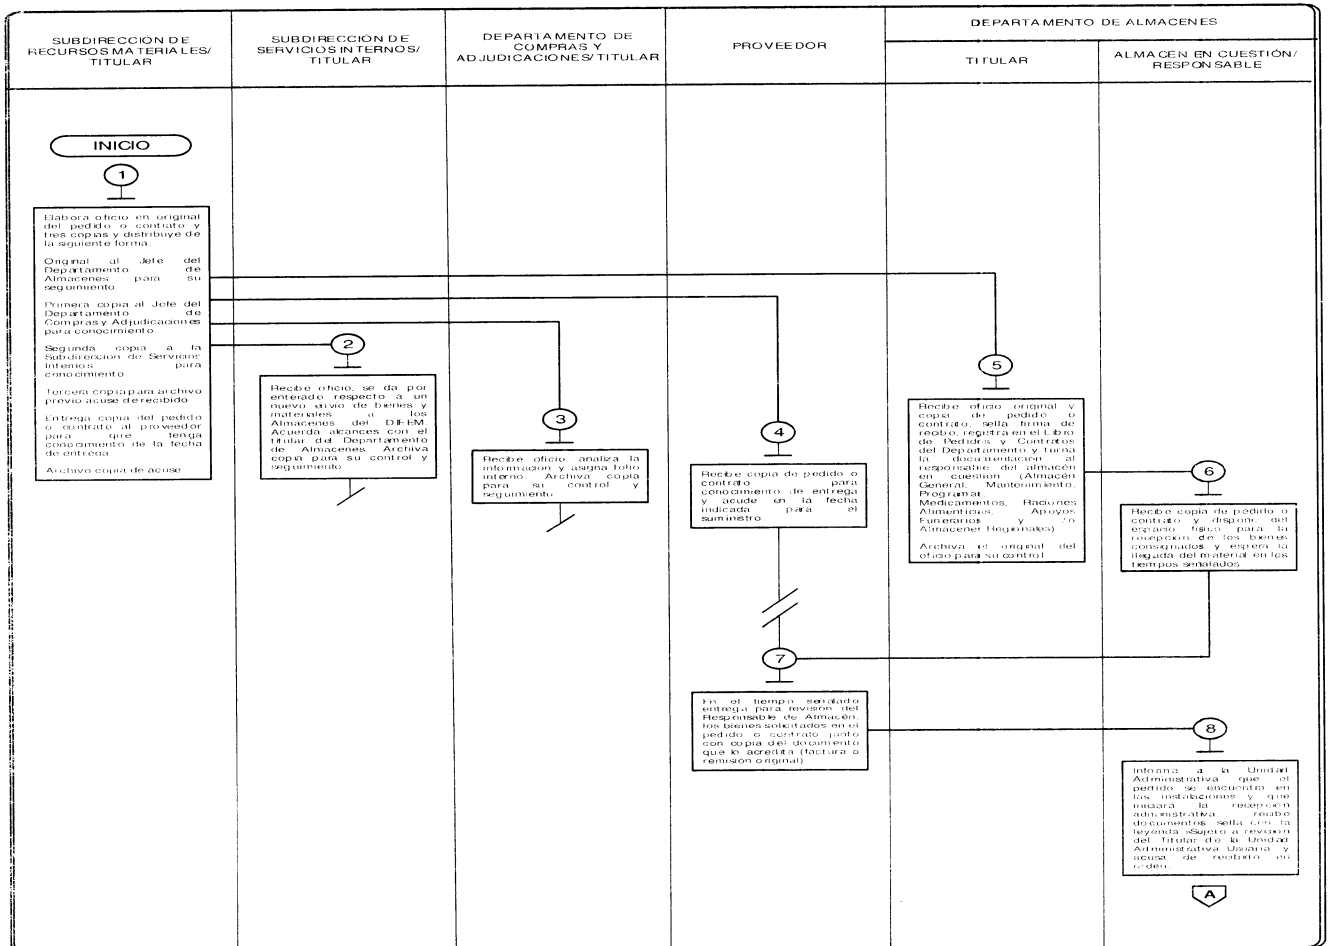 SUBDIRECCIÓN DE
RECURSOS MATERIALES/
TITULAR
SUBDIRECCIÓN DE
SERVICIOS INTERNOS/
TITULAR
DEPARTAMENTO DE
COMPRAS Y
ADJUDICACIONES/TITULAR
PROVEEDOR
DEPARTAMENTO DE ALMACENES
TITULAR
ALMACEN EN CUESTIÓN/
RESPONSABLE
INICIO
1
Elabora oficio en original
del pedido o contrato y
tres copias y distribuye de
la siguiente forma.
Original al Jefe del
Departamento de
Almacenes para su
seguimiento
Primera copia al Jefe del
Departamento de
Compras y Adjudicaciones
para conocimiento.
Segunda copia a la
Subdirección de Servicios
Internos para
conocimiento
Tercera copia para archivo
previo acuse de recibido
Entrega copia del pedido
o contrato al proveedor
para que tenga
conocimiento de la fecha
de entrega
Archivo copia de acuse
2
Recibe oficio, se da por
enterado respecto a un
nuevo envío de bienes y
materiales a los
Almacenes del DIFEM.
Acuerda alcances con el
titular del Departamento
de Almacenes. Archiva
copia para su control y
seguimiento
3
Recibe oficio analiza la
información y asigna folio
interno. Archiva copia
para su control y
seguimiento
4
Recibe copia de pedido o
contrato para
conocimiento de entrega
y acude en la fecha
indicada para el
suministro
5
Recibe oficio original y
copia de pedido o
contrato, sella firma de
recibo, registra en el Libro
de Pedidos y Contratos
del Departamento y turna
la documentación al
responsable del almacén
en cuestión (Almacén
General, Mantenimiento,
Programar,
Medicamentos, Raciones
Alimenticias, Apoyos
Funerarios y /o
Almacenes Regionales)
Archiva el original del
oficio para su control
6
Recibe copia de pedido o
contrato y dispone del
espacio físico para la
recepción de los bienes
consignados y espera la
llegada del material en los
tiempos señalados
7
En el tiempo señalado
entrega para revisión del
Responsable de Almacén,
los bienes solicitados en el
pedido o contrato junto
con copia del documento
que lo acredita (factura o
remisión original)
8
Informa a la Unidad
Administrativa que el
pedido se encuentra en
las instalaciones y que
iniciará la recepción
administrativa recibe
documentos sella con la
leyenda »Sujeto a revisión
del Titular de la Unidad
Administrativa Usuaria y
acusa de recibido en
orden.
A